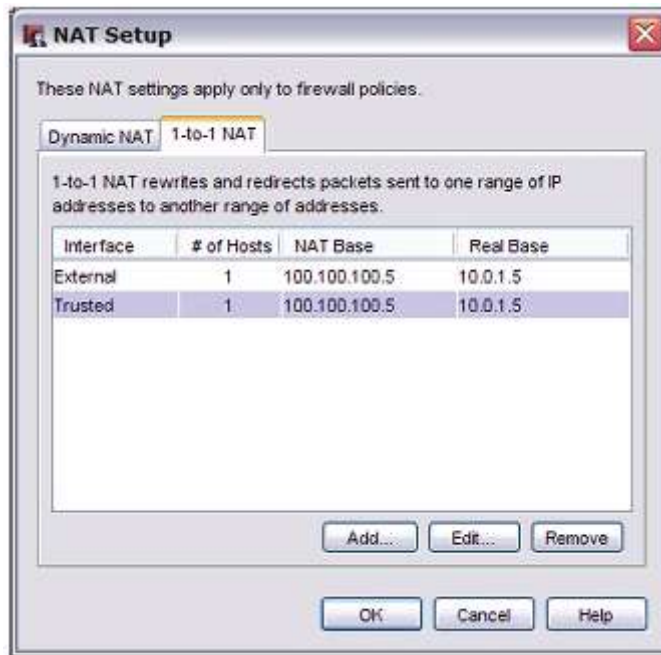 NAT Setup
These NAT settings apply only to firewall policies.
Dynamic NAT 1-to-1 NAT
1-to-1 NAT rewrites and redirects packets sent to one range of IP
addresses to another range of addresses.
Interface # of Hosts NAT Base Real Base
External 1 100.100.100.5 10.0.1.5
Trusted 1 100.100.100.5 10.0.1.5
Add... Edit... Remove
OK Cancel Help